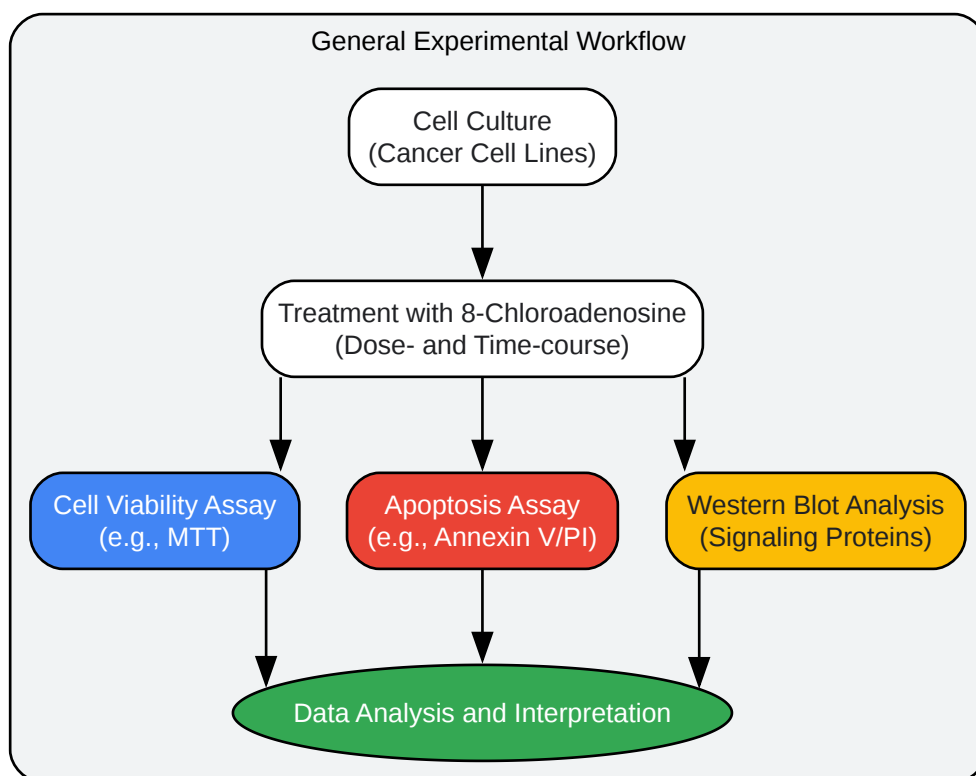 General Experimental Workflow
Cell Culture
(Cancer Cell Lines)
Treatment with 8-Chloroadenosine
(Dose- and Time-course)
Cell Viability Assay
(e.g., MTT)
Apoptosis Assay
(e.g., Annexin V/PI)
Western Blot Analysis
(Signaling Proteins)
Data Analysis and Interpretation